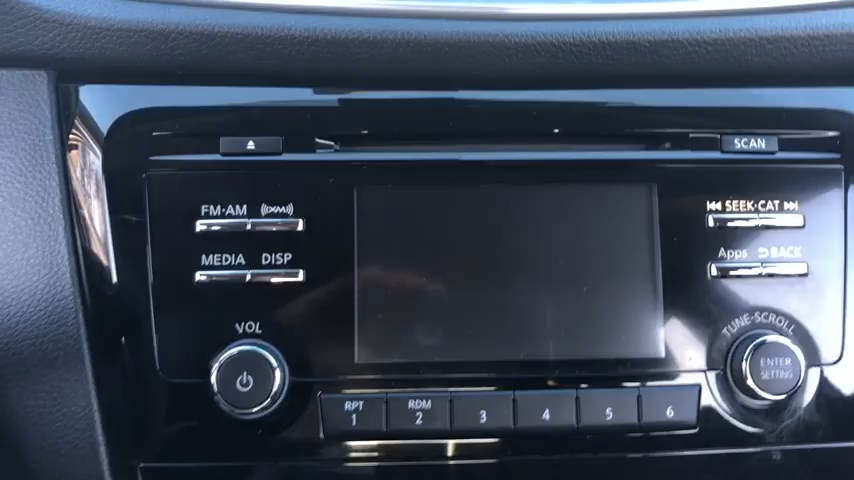 SCAN
FM·AM ((XM))
MEDIA DISP
VOL
SEEK·CAT
Apps BACK
TUNE·SCROLL
ENTER
SETTING
RPT RDM
1 2 3 4 5 6